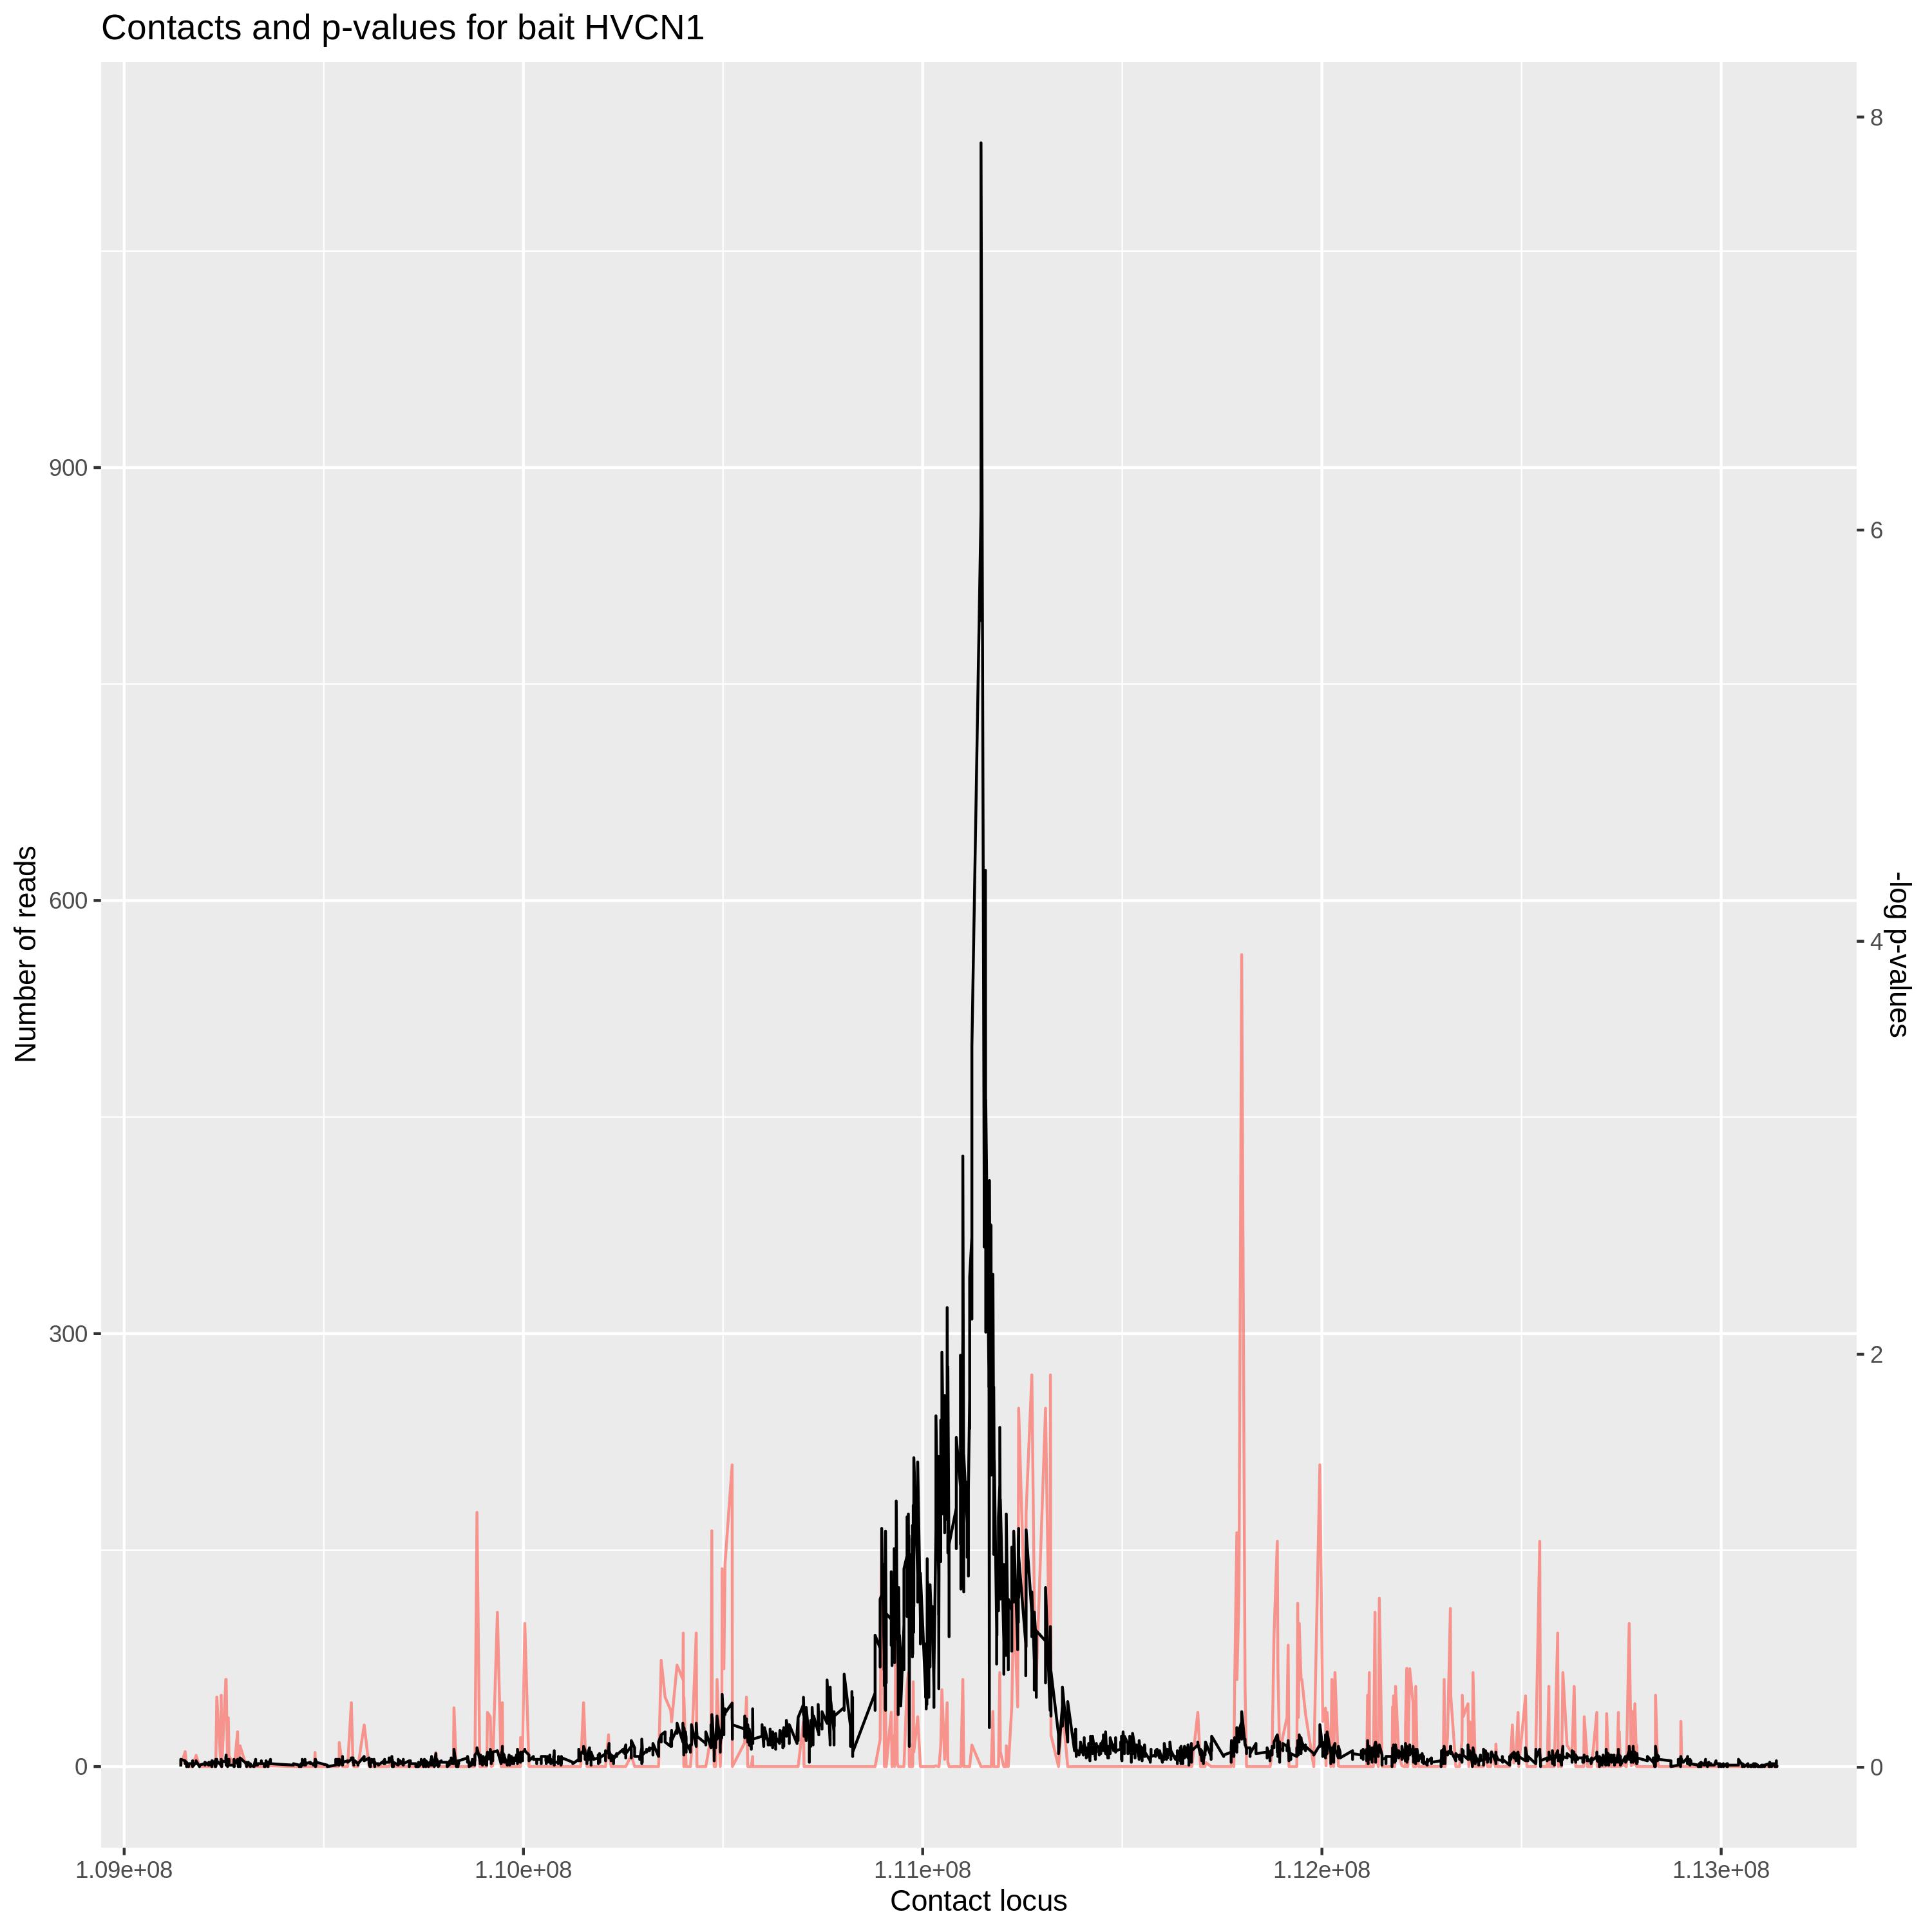 Contacts and p-values for bait HVCN1
8
900
6
Number of reads
600
4
-log p-values
300
2
0
0
1.09e+08
1.10e+08
1.11e+08
1.12e+08
1.13e+08
Contact locus